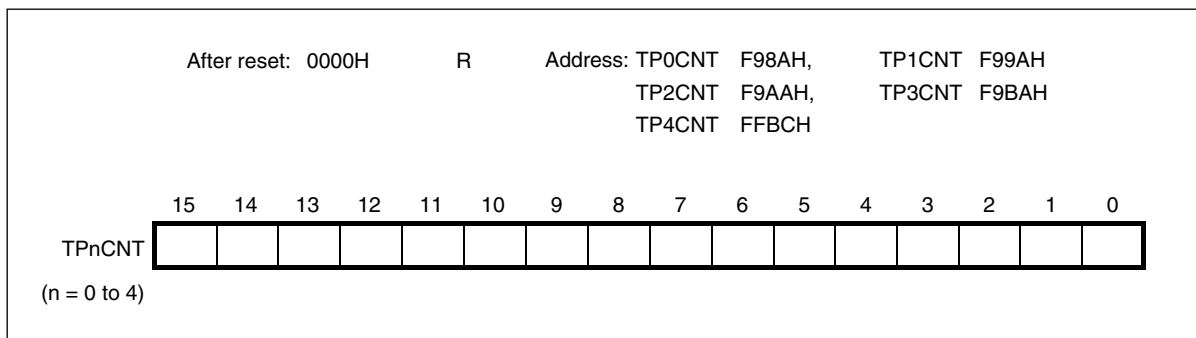 After reset: 0000H R Address: TP0CNT F98AH, TP1CNT F99AH
TP2CNT F9AAH, TP3CNT F9BAH
TP4CNT FFBCH
15 14 13 12 11 10 9 8 7 6 5 4 3 2 1 0
TPnCNT
(n = 0 to 4)